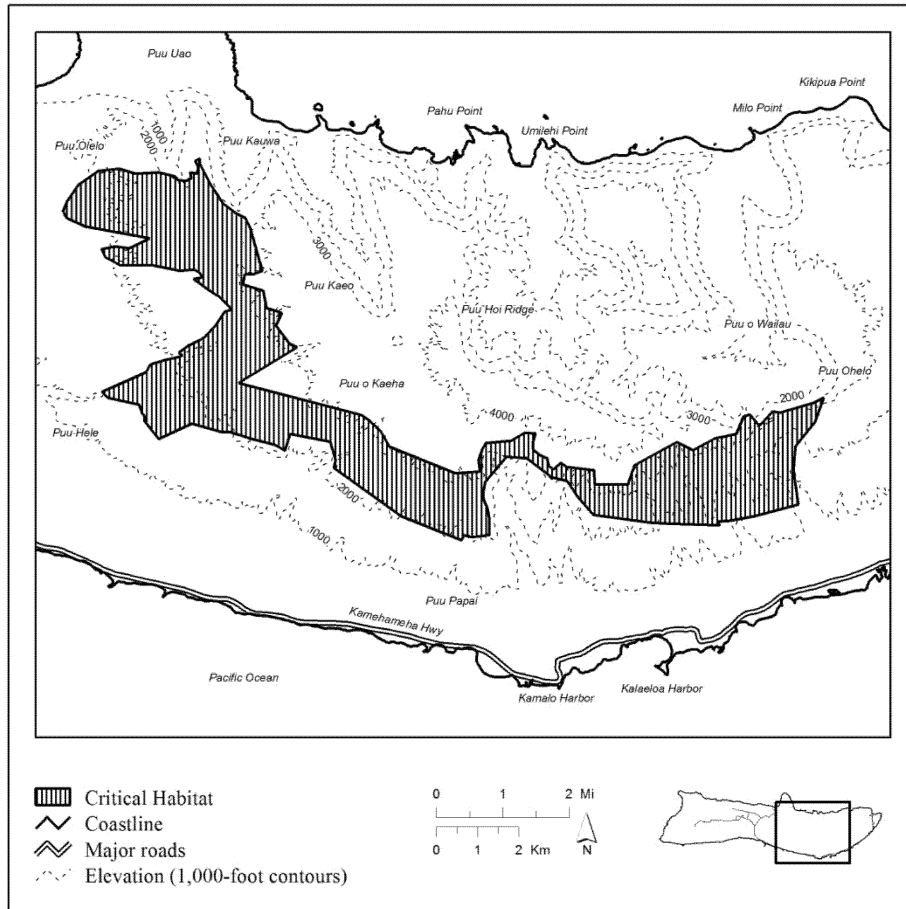 Puu Uao
Kikipua Point
Pahu Point
Milo Point
Umilehi Point
1000
2000
Puu Olelo
Puu Kauwa
3000
Puu Kaeo
Puu Hoi Ridge
Puu o Wailau
Puu Ohelo
Puu o Kaeha
2000
4000
3000
Puu Hele
2000
1000
Puu Papai
Kamehameha Hwy
Pacific Ocean
Kamalo Harbor
Kalaeloa Harbor
Critical Habitat
Coastline
Major roads
Elevation (1,000-foot contours)
0 1 2 Mi
0 1 2 Km
N